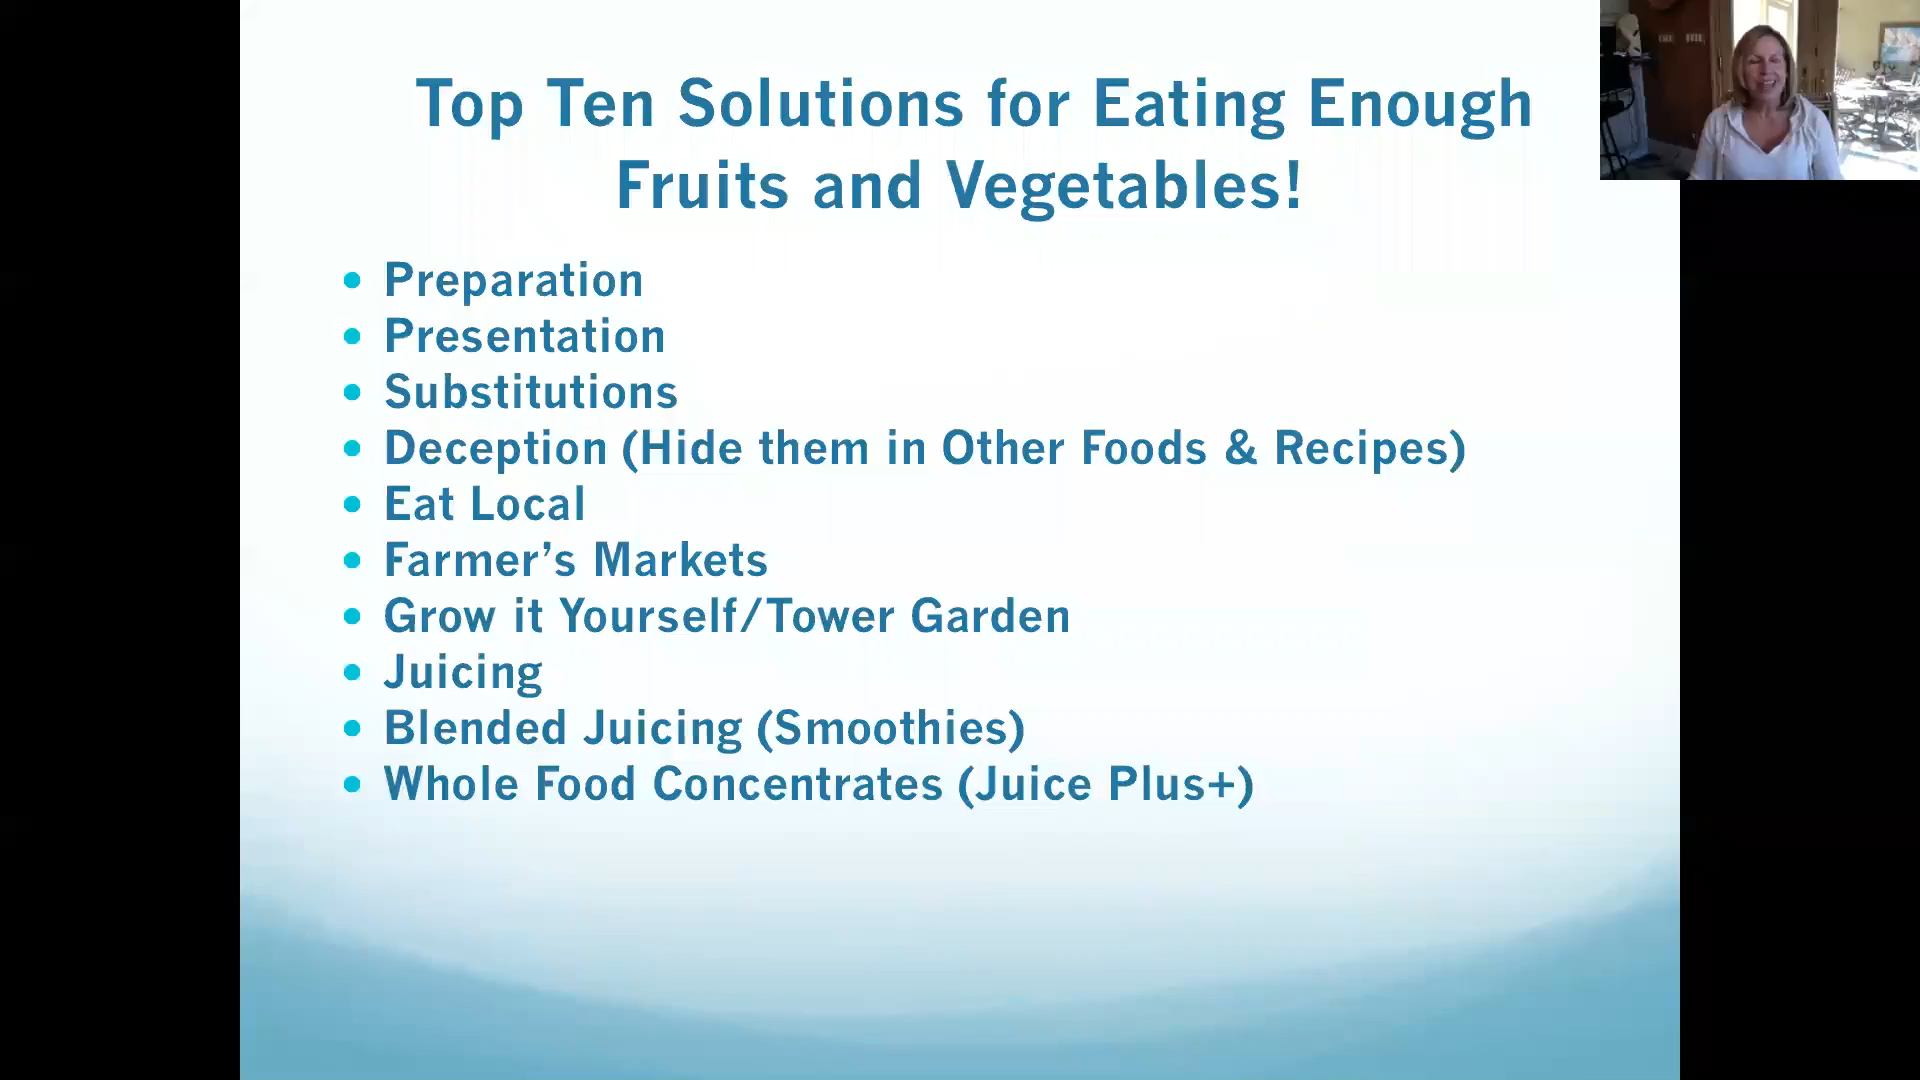 Top Ten Solutions for Eating Enough
Fruits and Vegetables!
• Preparation
• Presentation
• Substitutions
• Deception (Hide them in Other Foods & Recipes)
• Eat Local
• Farmer’s Markets
• Grow it Yourself/Tower Garden
• Juicing
• Blended Juicing (Smoothies)
• Whole Food Concentrates (Juice Plus+)